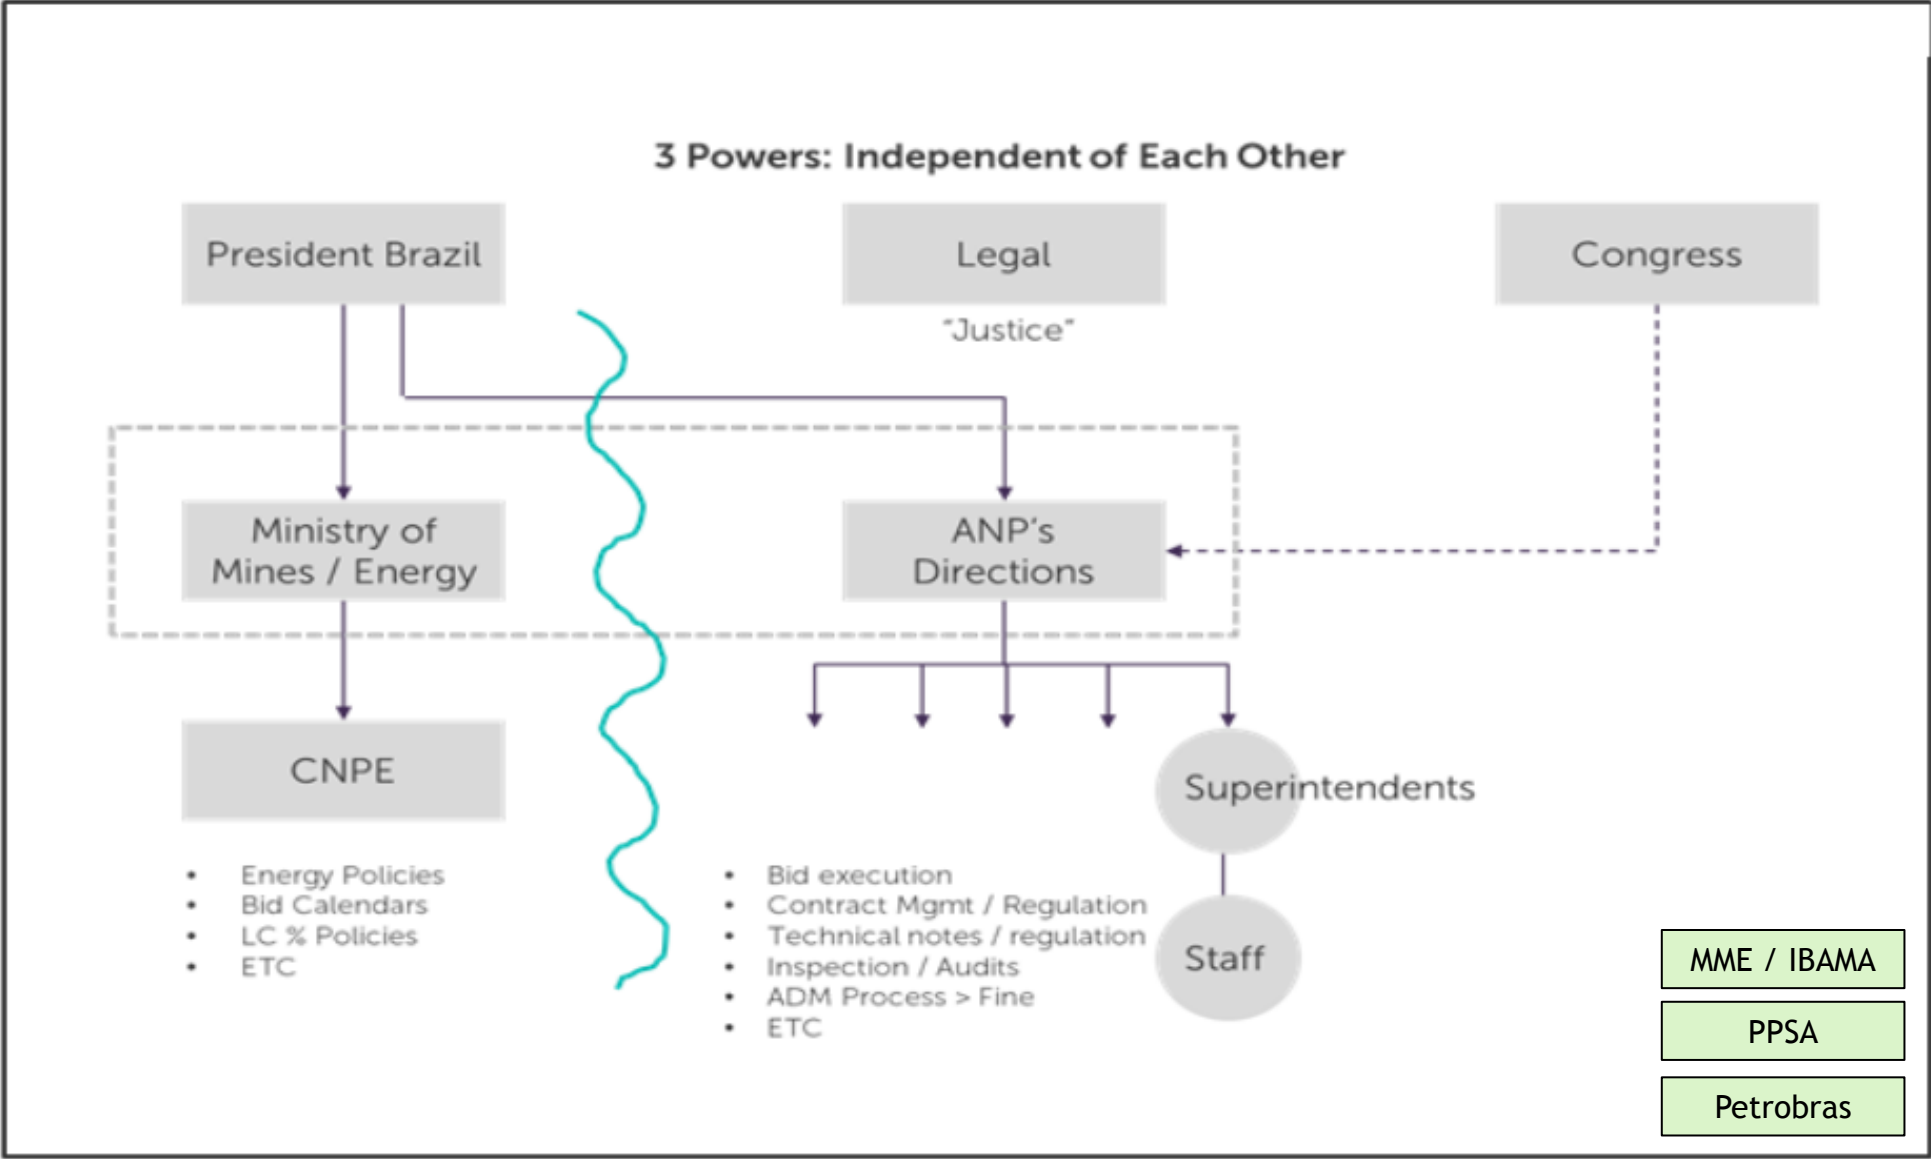 3 Powers: Independent of Each Other
President Brazil
Legal
Congress
“Justice”
Ministry of
Mines / Energy
ANP’s
Directions
CNPE
Superintendents
• Energy Policies
• Bid Calendars
• LC % Policies
• ETC
• Bid execution
• Contract Mgmt / Regulation
• Technical notes / regulation
• Inspection / Audits
• ADM Process > Fine
• ETC
Staff
MME / IBAMA
PPSA
Petrobras